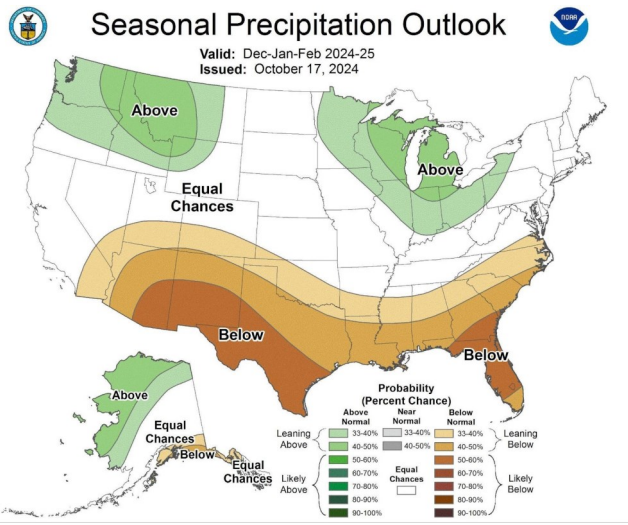 Seasonal Precipitation Outlook
NOAA
Valid: Dec-Jan-Feb 2024-25
Issued: October 17, 2024
Above
Above
Equal
Chances
Below
Below
Above
Equal
Chances
Below
Equal
Chances
Probability
(Percent Chance)
Above
Normal
Near
Normal
Below
Normal
Leaning
Above
33-40%
40-50%
33-40%
40-50%
33-40%
40-50%
Leaning
Below
Likely
Above
50-60%
60-70%
70-80%
80-90%
90-100%
Equal
Chances
50-60%
60-70%
70-80%
80-90%
90-100%
Likely
Below